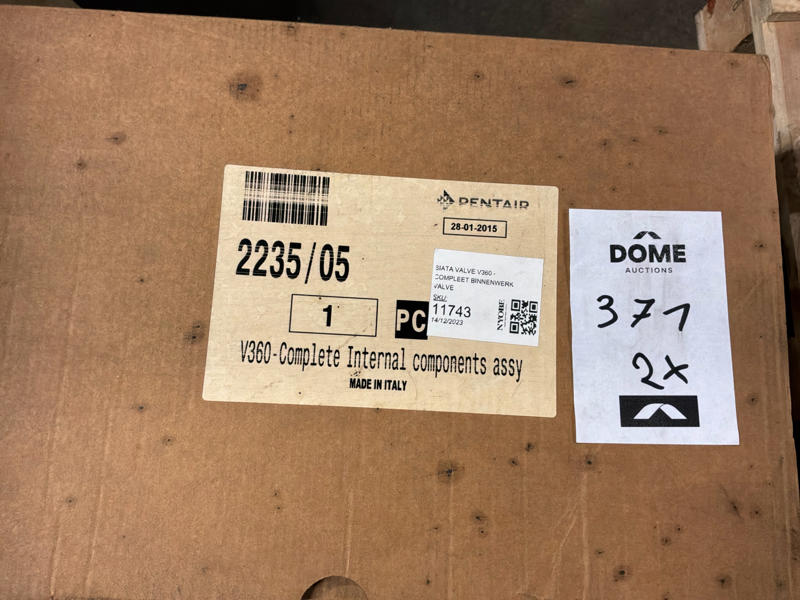 PENTAIR
28-01-2015
2235/05
1
PC
V360-Complete Internal components assy
MADE IN ITALY
SIATA VALVE V360 -
COMPLEET BINNENWERK
VALVE
SKU:
11743
14/12/2023
NYOBE
DOME
AUCTIONS
371
2x